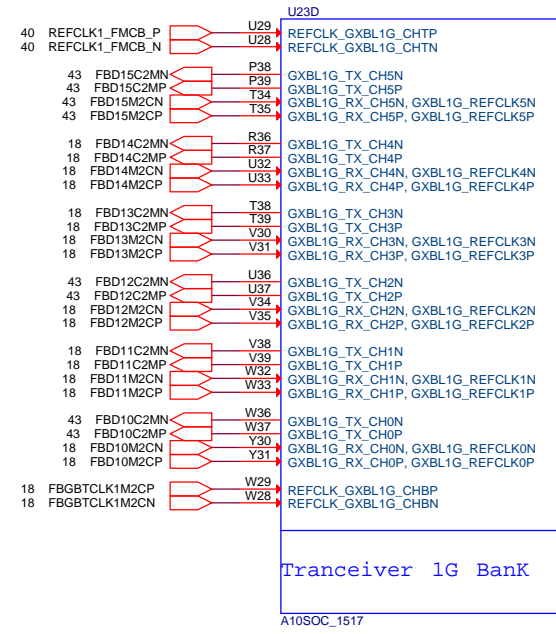 U23D
40 REFCLK1_FMCB_P U29 REFCLK_GXBL1G_CHTP
40 REFCLK1_FMCB_N U28 REFCLK_GXBL1G_CHTN
43 FBD15C2MN P38 GXBL1G_TX_CH5N
43 FBD15C2MP P39 GXBL1G_TX_CH5P
43 FBD15M2CN T34 GXBL1G_RX_CH5N, GXBL1G_REFCLK5N
43 FBD15M2CP T35 GXBL1G_RX_CH5P, GXBL1G_REFCLK5P
18 FBD14C2MN R36 GXBL1G_TX_CH4N
18 FBD14C2MP R37 GXBL1G_TX_CH4P
18 FBD14M2CN U32 GXBL1G_RX_CH4N, GXBL1G_REFCLK4N
18 FBD14M2CP U33 GXBL1G_RX_CH4P, GXBL1G_REFCLK4P
18 FBD13C2MN T38 GXBL1G_TX_CH3N
18 FBD13C2MP T39 GXBL1G_TX_CH3P
18 FBD13M2CN V30 GXBL1G_RX_CH3N, GXBL1G_REFCLK3N
18 FBD13M2CP V31 GXBL1G_RX_CH3P, GXBL1G_REFCLK3P
43 FBD12C2MN U36 GXBL1G_TX_CH2N
43 FBD12C2MP U37 GXBL1G_TX_CH2P
18 FBD12M2CN V34 GXBL1G_RX_CH2N, GXBL1G_REFCLK2N
18 FBD12M2CP V35 GXBL1G_RX_CH2P, GXBL1G_REFCLK2P
18 FBD11C2MN V38 GXBL1G_TX_CH1N
18 FBD11C2MP V39 GXBL1G_TX_CH1P
18 FBD11M2CN W32 GXBL1G_RX_CH1N, GXBL1G_REFCLK1N
18 FBD11M2CP W33 GXBL1G_RX_CH1P, GXBL1G_REFCLK1P
43 FBD10C2MN W36 GXBL1G_TX_CH0N
43 FBD10C2MP W37 GXBL1G_TX_CH0P
18 FBD10M2CN Y30 GXBL1G_RX_CH0N, GXBL1G_REFCLK0N
18 FBD10M2CP Y31 GXBL1G_RX_CH0P, GXBL1G_REFCLK0P
18 FBGBTCLK1M2CP W29 REFCLK_GXBL1G_CHBP
18 FBGBTCLK1M2CN W28 REFCLK_GXBL1G_CHBN
Tranceiver 1G BanK
A10SOC_1517